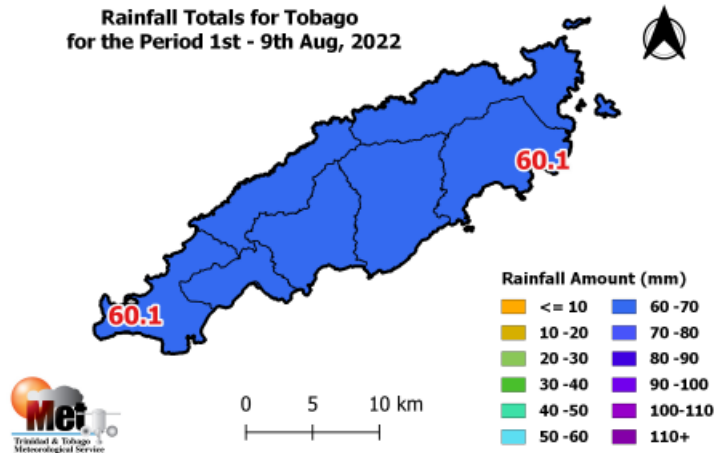 Rainfall Totals for Tobago
for the Period 1st - 9th Aug, 2022
60.1
60.1
Rainfall Amount (mm)
<= 10
10 -20
20 -30
30 -40
40 -50
50 -60
60 -70
70 -80
80 -90
90 -100
100-110
110+
0 5 10 km
Met
Trinidad & Tobago
Meteorological Service